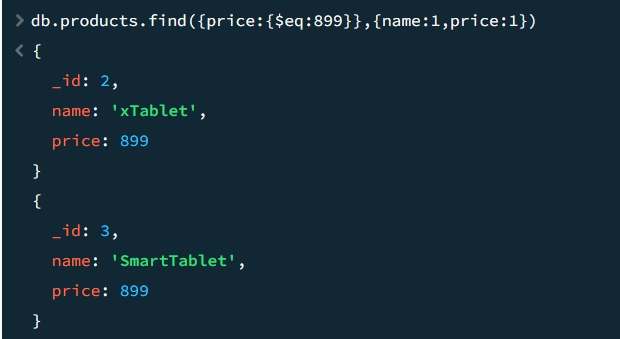 > db.products.find({price:{$eq:899}},{name:1,price:1})
< {
_id: 2,
name: 'xTablet',
price: 899
}
{
_id: 3,
name: 'SmartTablet',
price: 899
}